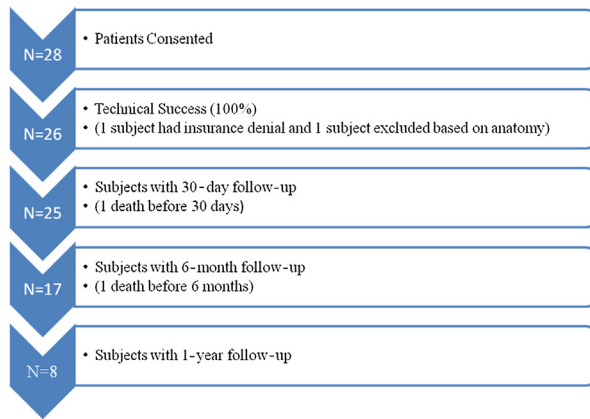 N=28
• Patients Consented
N=26
• Technical Success (100%)
• (1 subject had insurance denial and 1 subject excluded based on anatomy)
N=25
• Subjects with 30-day follow-up
• (1 death before 30 days)
N=17
• Subjects with 6-month follow-up
• (1 death before 6 months)
N=8
• Subjects with 1-year follow-up